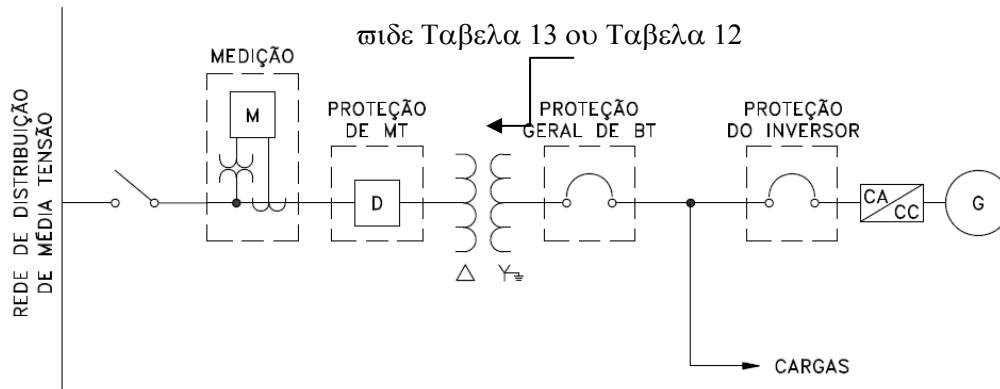 ϖιδε Ταβελα 13 ου Ταβελα 12
MEDIÇÃO
M
PROTEÇÃO
DE MT
D
PROTEÇÃO
GERAL DE BT
PROTEÇÃO
DO INVERSOR
CA
CC
G
CARGAS
REDE DE DISTRIBUIÇÃO
DE MÉDIA TENSÃO